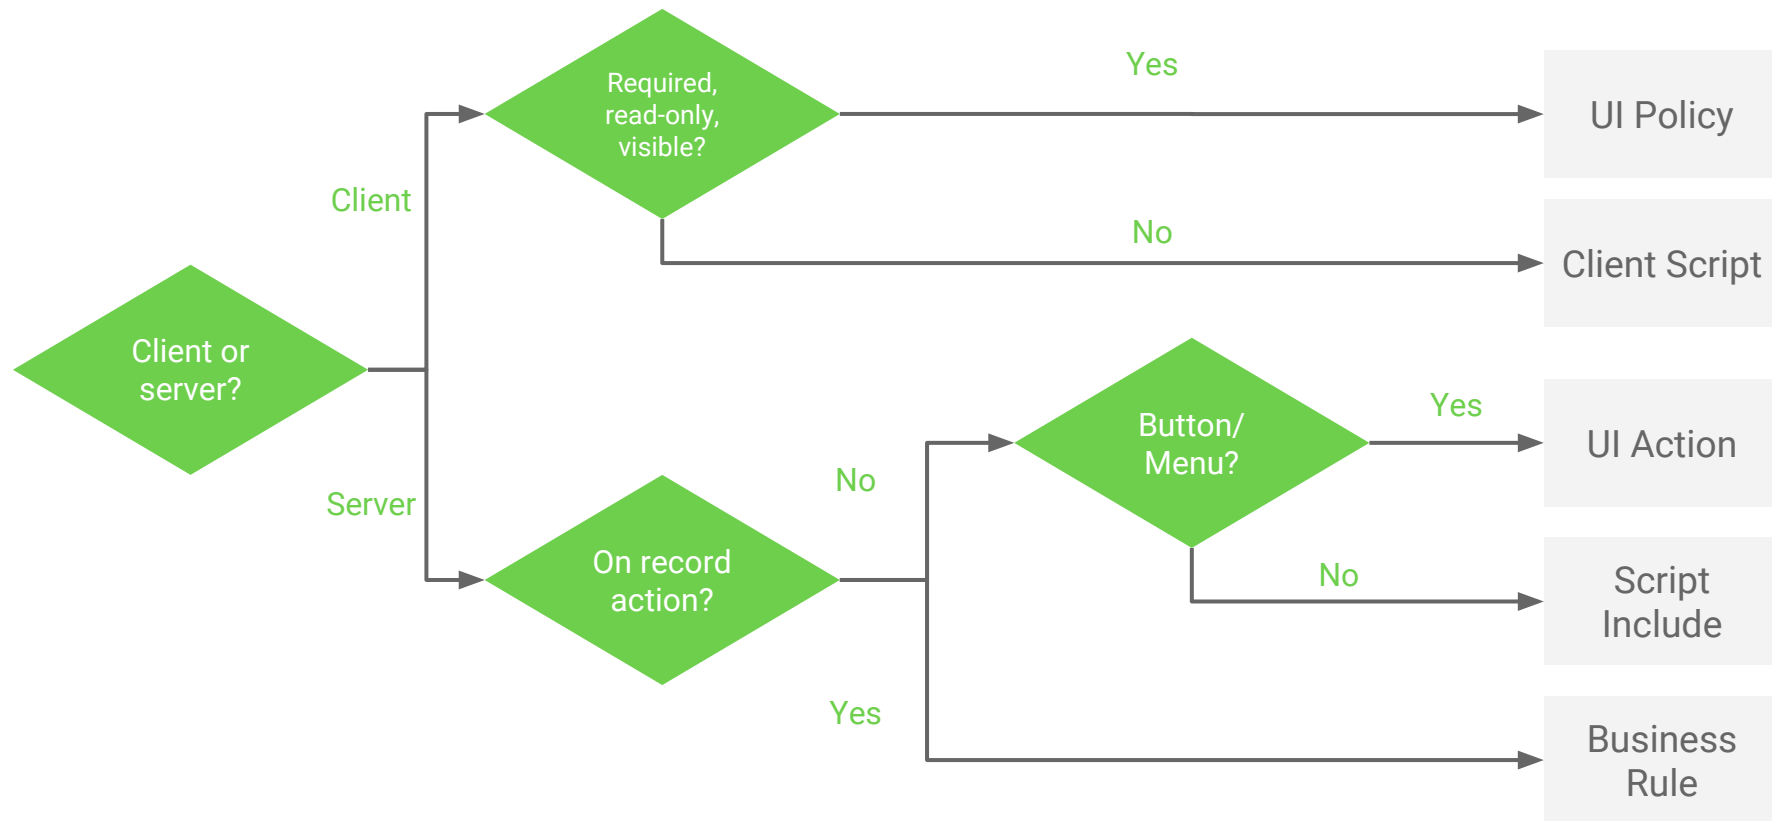 Required,
read-only,
visible?
Yes
UI Policy
Client
No
Client Script
Client or
server?
Button/
Menu?
Yes
UI Action
Server
No
On record
action?
No
Script
Include
Yes
Business
Rule